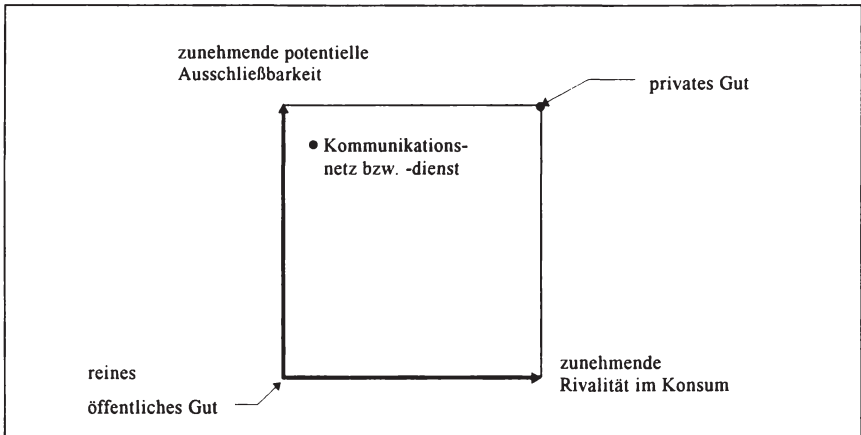 zunehmende potentielle
Ausschließbarkeit
privates Gut
Kommunikations-
netz bzw. -dienst
zunehmende
Rivalität im Konsum
reines
öffentliches Gut